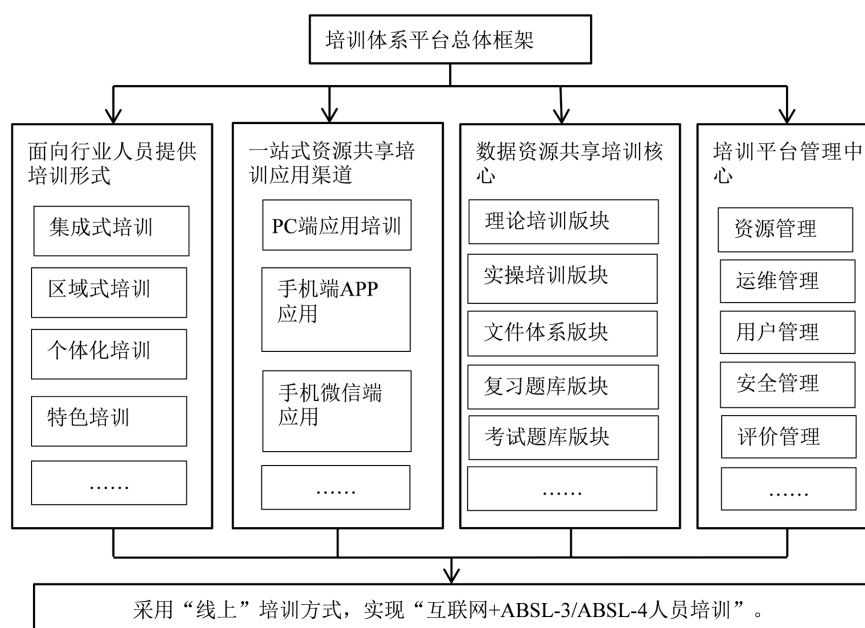 培训体系平台总体框架
面向行业人员提供
培训形式
集成式培训
区域式培训
个体化培训
特色培训
……
一站式资源共享培
训应用渠道
PC端应用培训
手机端APP
应用
手机微信端
应用
……
数据资源共享培训核
心
理论培训版块
实操培训版块
文件体系版块
复习题库版块
考试题库版块
……
培训平台管理中
心
资源管理
运维管理
用户管理
安全管理
评价管理
……
采用“线上”培训方式，实现“互联网+ABSL-3/ABSL-4人员培训”。